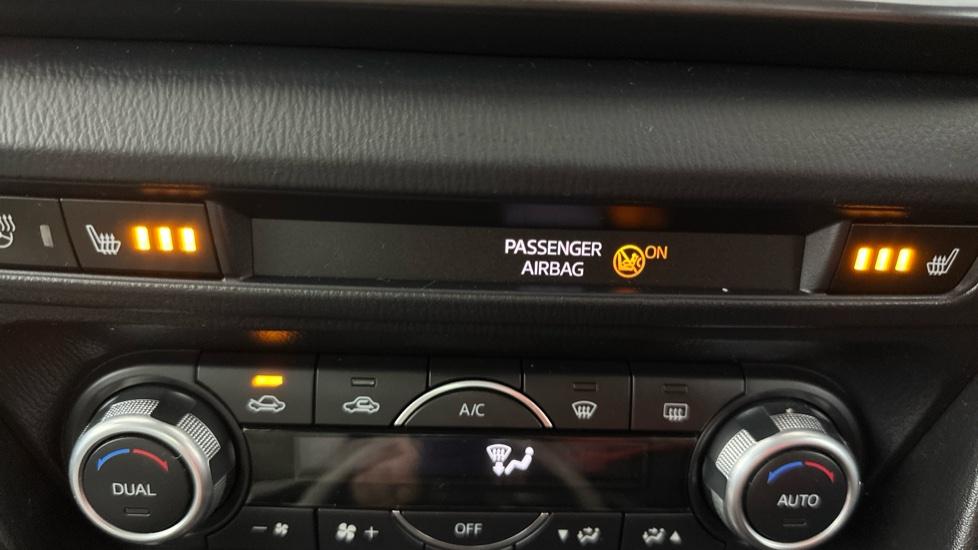 PASSENGER
AIRBAG
ON
A/C
DUAL
AUTO
- +
OFF